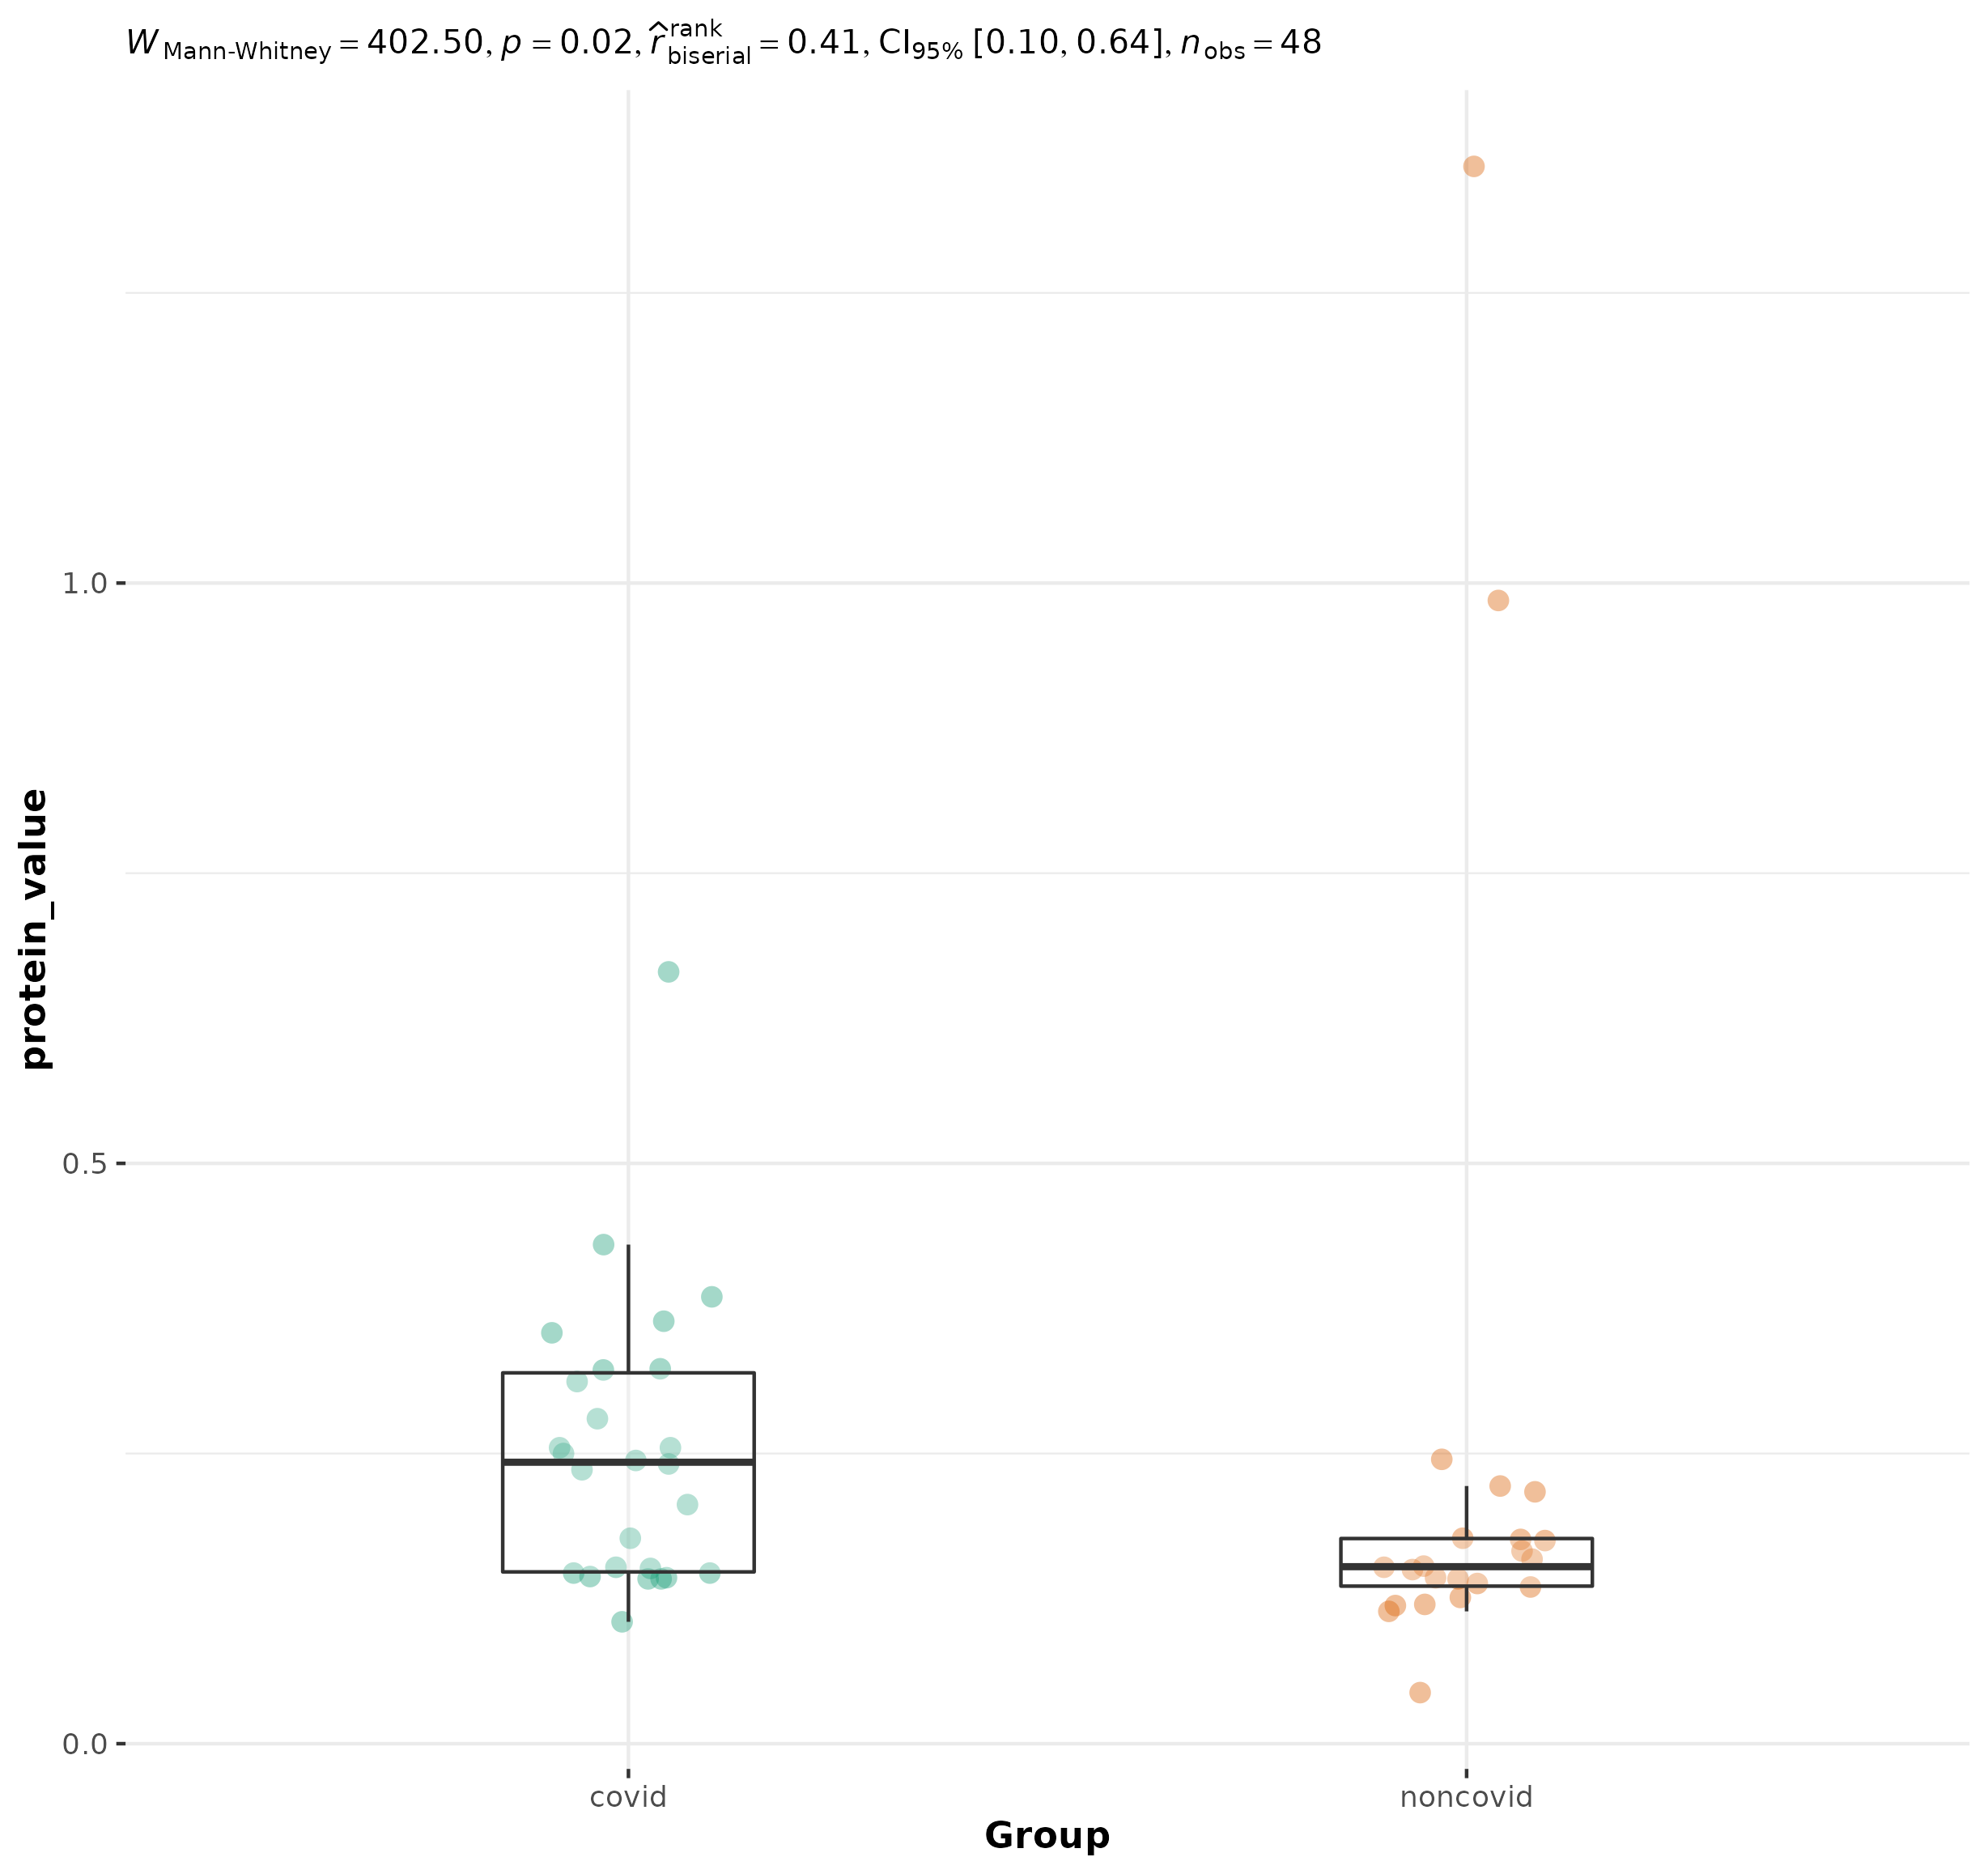 W Mann-Whitney = 402.50, p = 0.02, r̂ rank biserial = 0.41, CI95% [0.10, 0.64], nobs = 48
protein_value
1.0
0.5
0.0
covid noncovid
Group